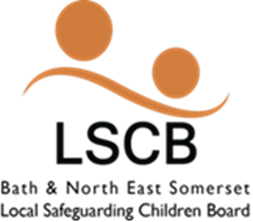 LSCB
Bath & North East Somerset
Local Safeguarding Children Board